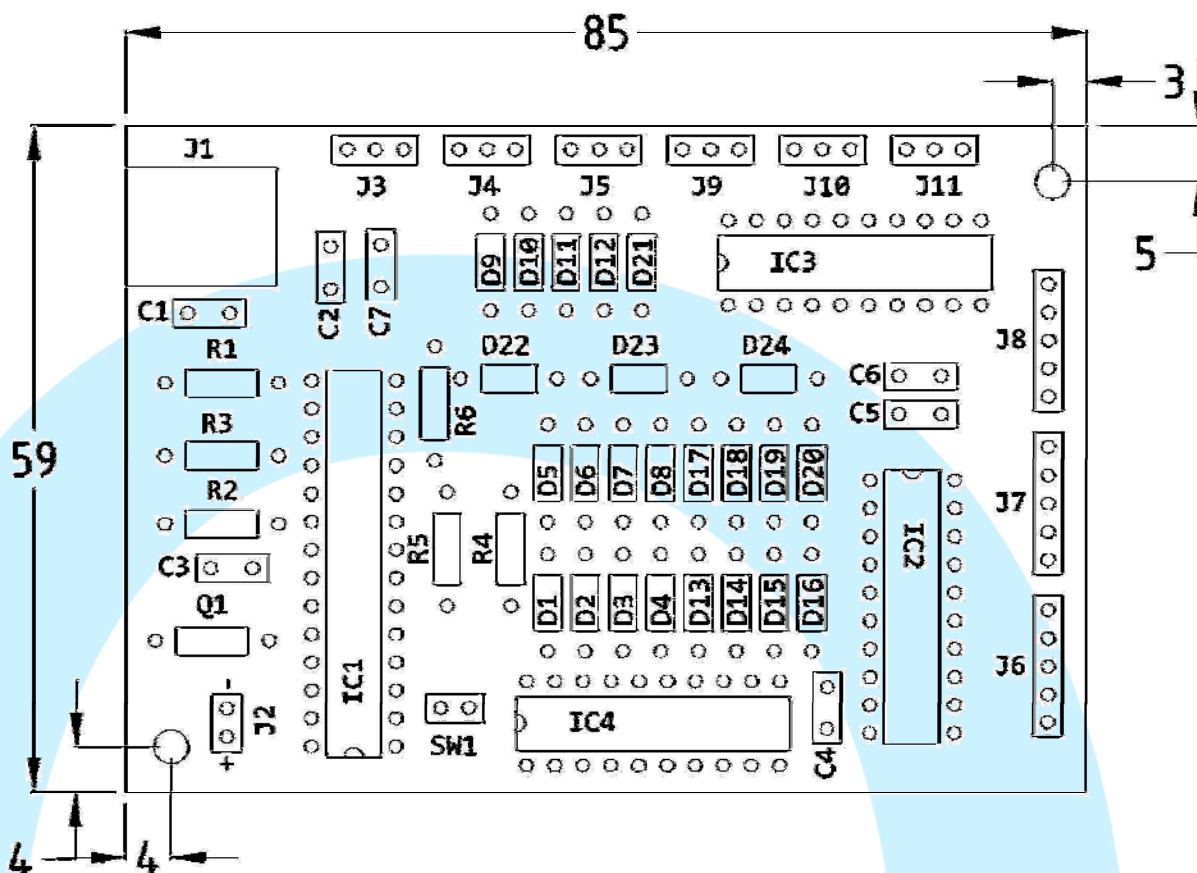 85
3
J1
J3 J4 J5 J9 J10 J11
5
D9 D10 D11 D12 D21
IC3
C1 C2 C7
J8
R1
D22 D23 D24
C6
R6
C5
R3
59
D5 D6 D7 D8 D17 D18 D19 D20
R2
J7
R5 R4
IC2
C3
Q1
D1 D2 D3 D4 D13 D14 D15 D16
J6
IC1
-
J2
+
SW1
IC4
C4
4
4